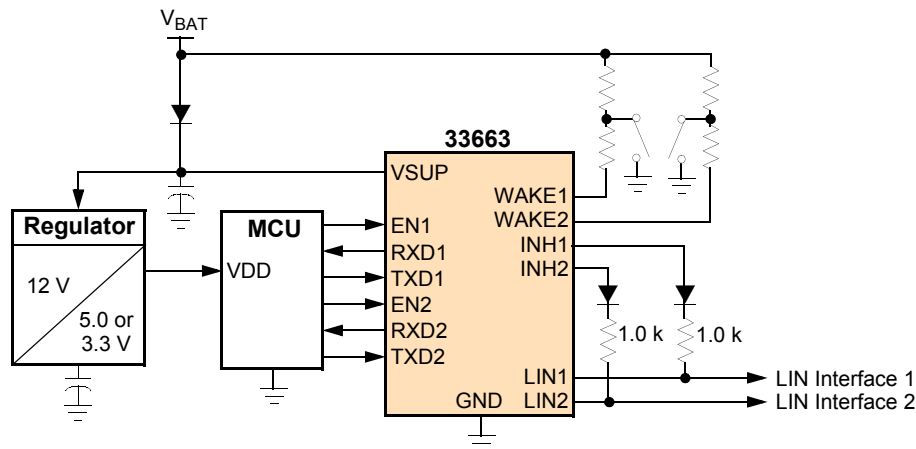 VBAT
33663
VSUP
WAKE1
WAKE2
Regulator
MCU
EN1
INH1
RXD1
INH2
VDD
TXD1
12 V
EN2
5.0 or
3.3 V
RXD2
1.0 k
1.0 k
TXD2
LIN1
LIN Interface 1
GND
LIN2
LIN Interface 2